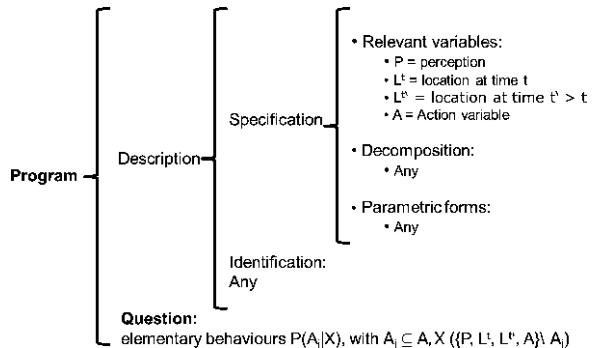 • Relevant variables:
• P = perception
• Lᵗ = location at time t
• Lᵗ' = location at time t' > t
• A = Action variable
Specification
• Decomposition:
• Any
Description
Program
• Parametric forms:
• Any
Identification:
Any
Question:
elementary behaviours P(Aᵢ|X), with Aᵢ ⊆ A, X ({P, Lᵗ, Lᵗ', A}\ Aᵢ)